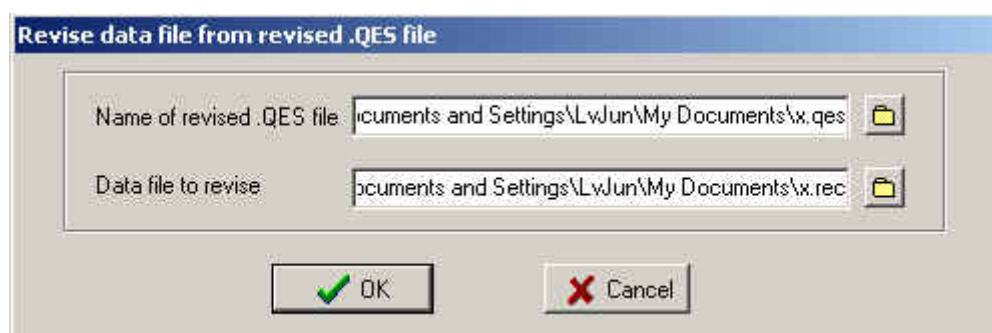 Revise data file from revised .QES file
Name of revised .QES file ocuments and Settings\LvJun\My Documents\x.qes
Data file to revise ocuments and Settings\LvJun\My Documents\x.rec
OK Cancel